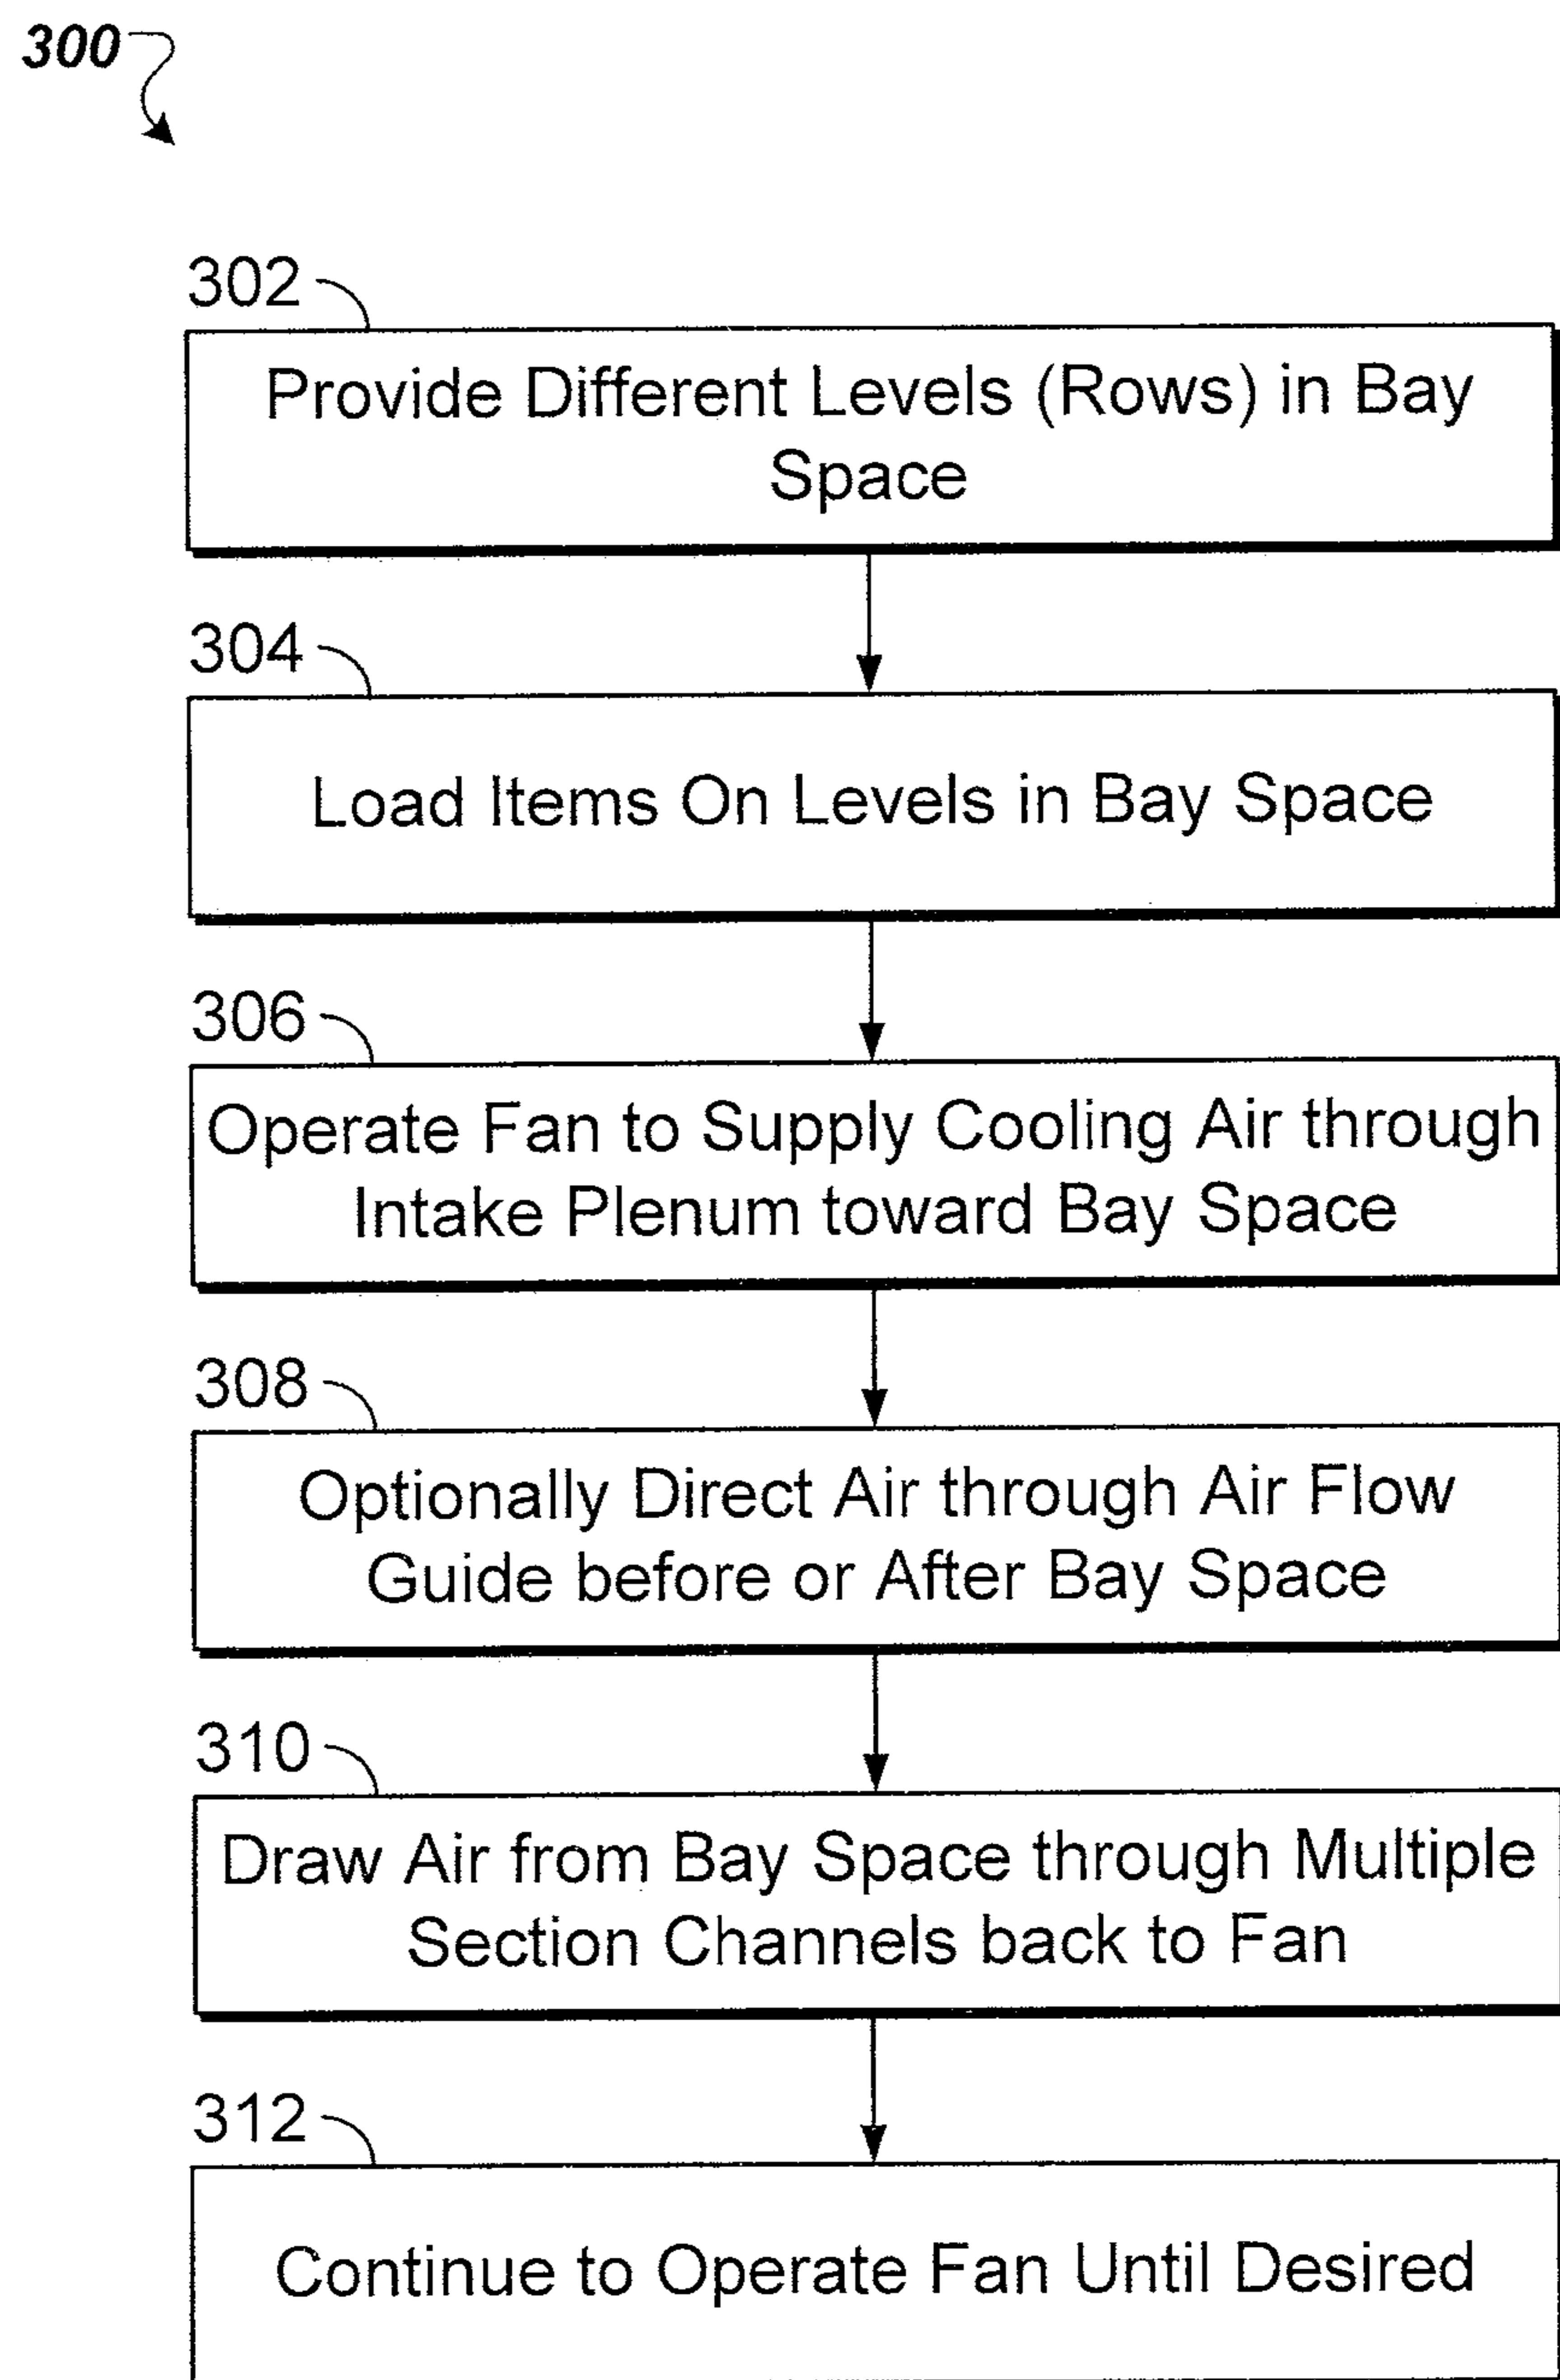 300
302
Provide Different Levels (Rows) in Bay
Space
304
Load Items On Levels in Bay Space
306
Operate Fan to Supply Cooling Air through
Intake Plenum toward Bay Space
308
Optionally Direct Air through Air Flow
Guide before or After Bay Space
310
Draw Air from Bay Space through Multiple
Section Channels back to Fan
312
Continue to Operate Fan Until Desired